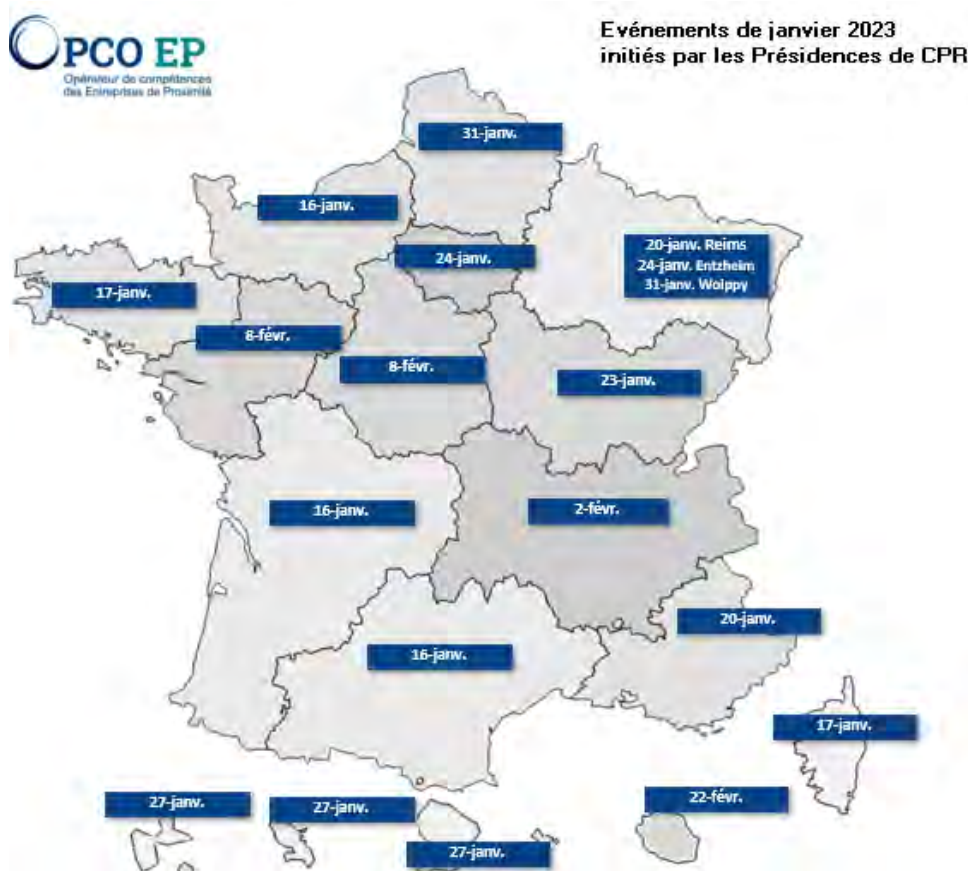 OPCO EP
Opérateur de compétences
des Entreprises de Proximité
Evénements de janvier 2023
initiés par les Présidences de CPR
31-janv.
16-janv.
24-janv.
20-janv. Reims
24-janv. Entzheim
31-janv. Woippy
17-janv.
8-févr.
8-févr.
23-janv.
16-janv.
2-févr.
20-janv.
16-janv.
17-janv.
27-janv.
27-janv.
22-févr.
27-janv.